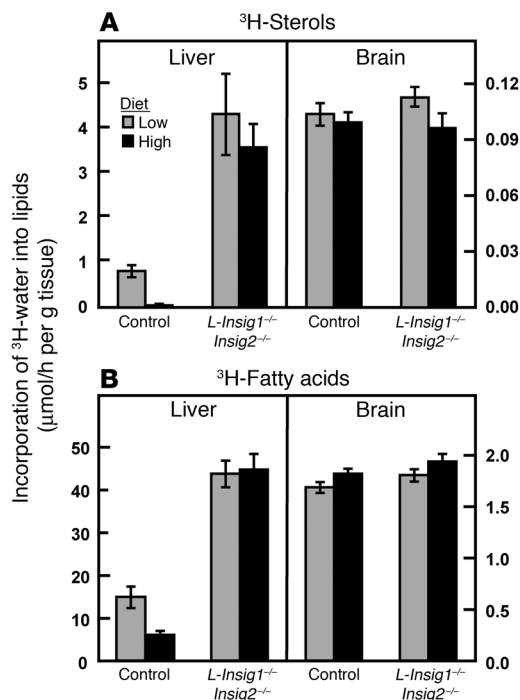 A ³H-Sterols
Liver Brain
Diet
Low
High
5
4
3
2
1
0
0.12
0.09
0.06
0.03
0.00
Control L-Insig1⁻/⁻ Insig2⁻/⁻ Control L-Insig1⁻/⁻ Insig2⁻/⁻
Incorporation of ³H-water into lipids
(μmol/h per g tissue)
B ³H-Fatty acids
Liver Brain
50
40
30
20
10
0
2.0
1.5
1.0
0.5
0.0
Control L-Insig1⁻/⁻ Insig2⁻/⁻ Control L-Insig1⁻/⁻ Insig2⁻/⁻